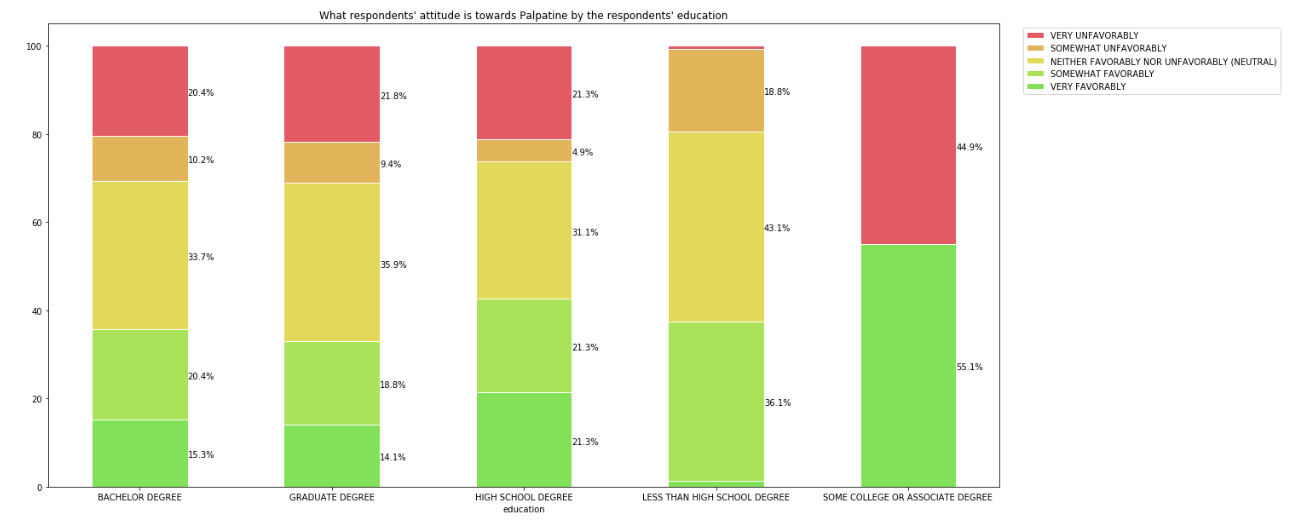 What respondents' attitude is towards Palpatine by the respondents' education
VERY UNFAVORABLY
SOMEWHAT UNFAVORABLY
NEITHER FAVORABLY NOR UNFAVORABLY (NEUTRAL)
SOMEWHAT FAVORABLY
VERY FAVORABLY
100
80
60
40
20
0
20.4%
10.2%
33.7%
20.4%
15.3%
21.8%
9.4%
35.9%
18.8%
14.1%
21.3%
4.9%
31.1%
21.3%
21.3%
18.8%
43.1%
36.1%
44.9%
55.1%
BACHELOR DEGREE
GRADUATE DEGREE
HIGH SCHOOL DEGREE
LESS THAN HIGH SCHOOL DEGREE
SOME COLLEGE OR ASSOCIATE DEGREE
education